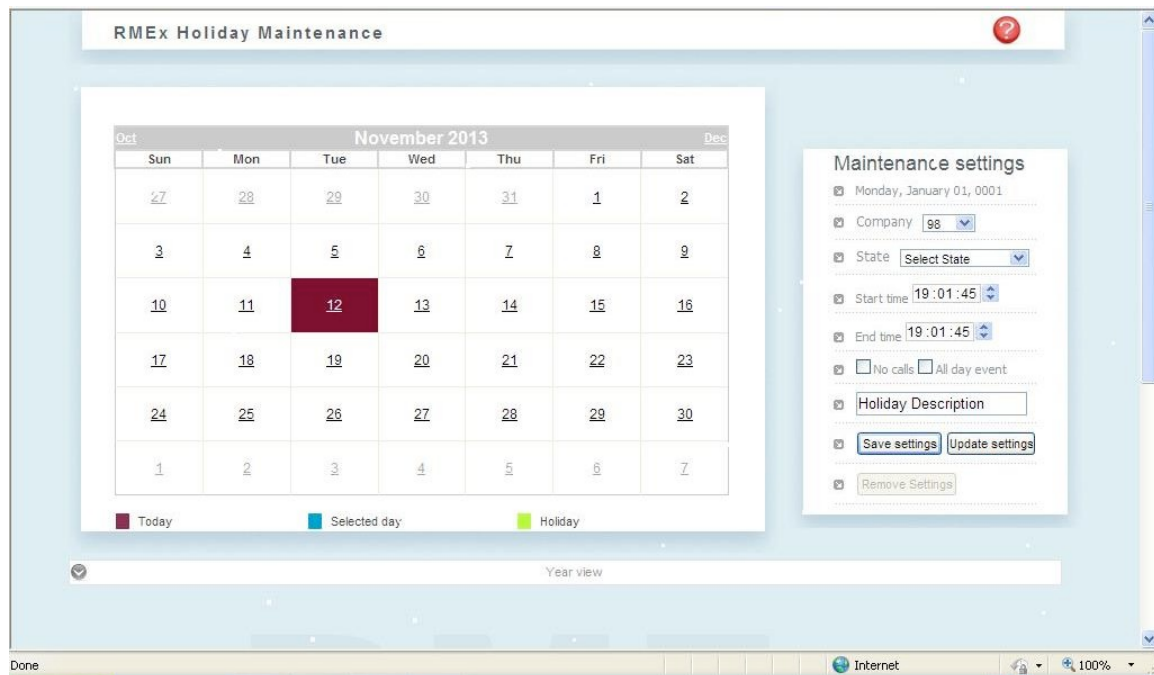 RMEx Holiday Maintenance
?
Oct November 2013 Dec
Sun Mon Tue Wed Thu Fri Sat
27 28 29 30 31 1 2
3 4 5 6 7 8 9
10 11 12 13 14 15 16
17 18 19 20 21 22 23
24 25 26 27 28 29 30
1 2 3 4 5 6 7
Today Selected day Holiday
Maintenance settings
Monday, January 01, 0001
Company 98
State Select State
Start time 19:01:45
End time 19:01:45
No calls All day event
Holiday Description
Save settings Update settings
Remove Settings
Year view
Done Internet 100%